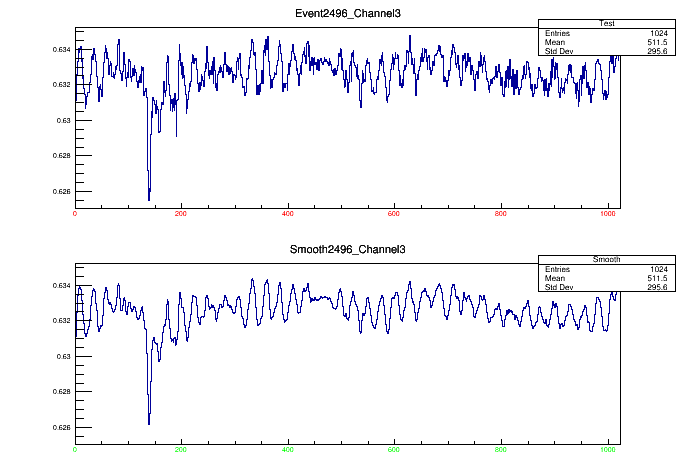 Event2496_Channel3
Test
Entries 1024
Mean 511.5
Std Dev 295.6
0.634
0.632
0.63
0.628
0.626
0 200 400 600 800 1000
Smooth2496_Channel3
Smooth
Entries 1024
Mean 511.5
Std Dev 295.6
0.634
0.632
0.63
0.628
0.626
0 200 400 600 800 1000